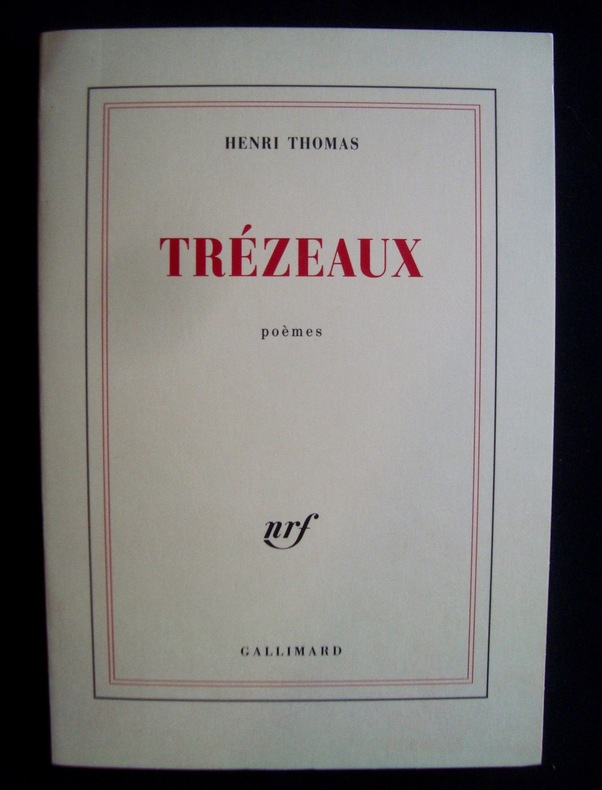 HENRI THOMAS
TRÉZEAUX
poèmes
nrf
GALLIMARD